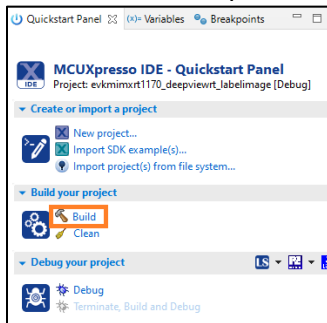 Quickstart Panel (x)= Variables Breakpoints
IDE
MCUXpresso IDE - Quickstart Panel
Project: evkmimxrt1170_deepviewrt_labelimage [Debug]
Create or import a project
New project...
Import SDK example(s)...
Import project(s) from file system...
Build your project
Build
Clean
Debug your project LS
Debug
Terminate, Build and Debug